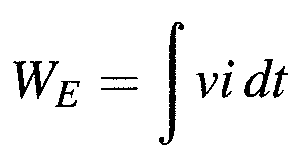 W_E = ∫ vi dt